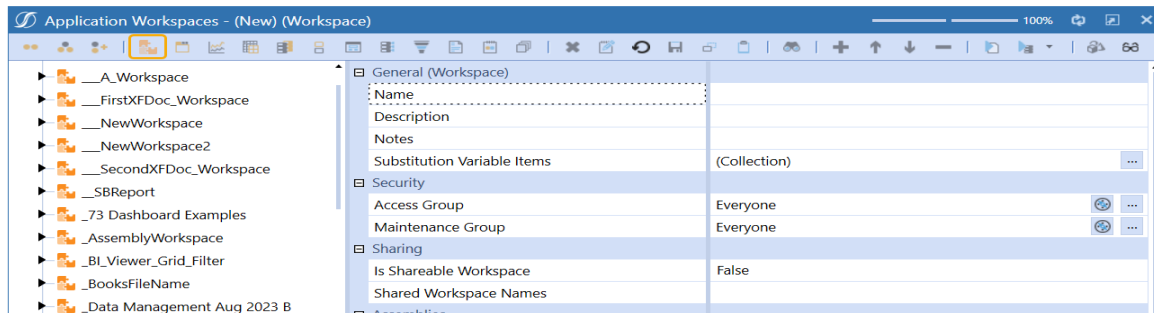 Application Workspaces - (New) (Workspace)
100%
___A_Workspace
___FirstXFDoc_Workspace
___NewWorkspace
___NewWorkspace2
___SecondXFDoc_Workspace
__SBReport
_73 Dashboard Examples
_AssemblyWorkspace
_BI_Viewer_Grid_Filter
_BooksFileName
_Data Management Aug 2023 B
General (Workspace)
Name
Description
Notes
Substitution Variable Items (Collection) ...
Security
Access Group Everyone ...
Maintenance Group Everyone ...
Sharing
Is Shareable Workspace False
Shared Workspace Names
Assemblies